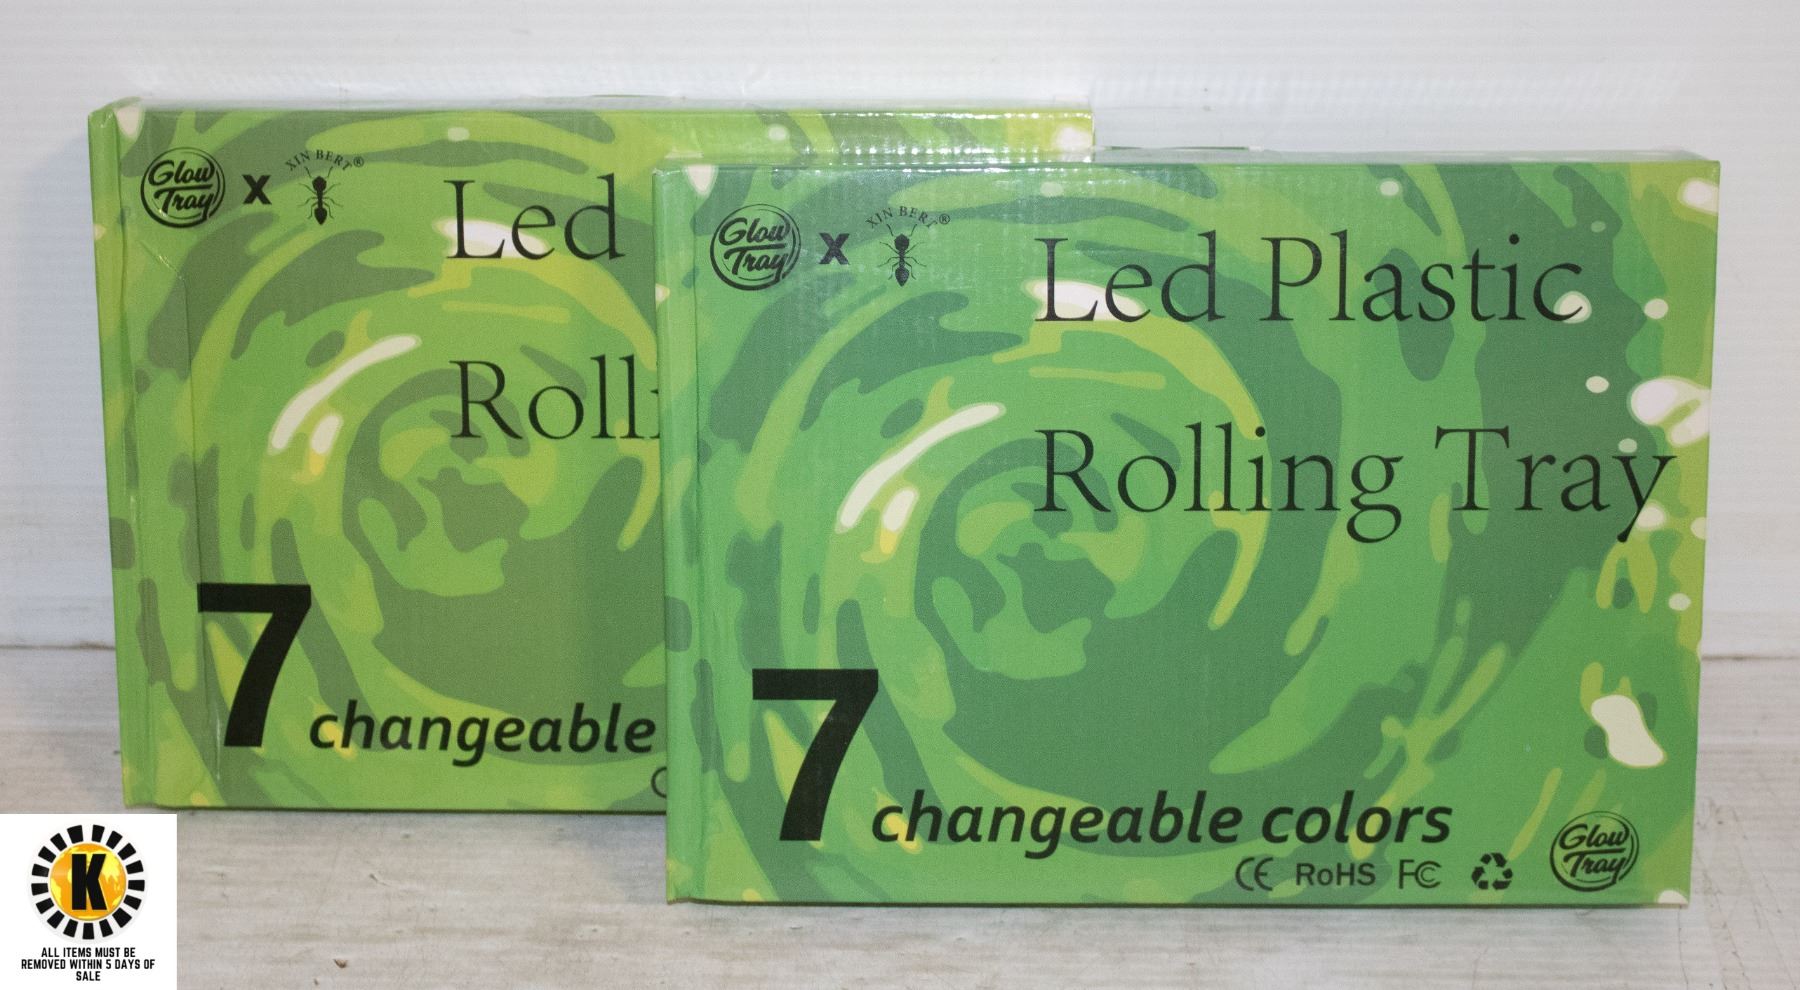 Glow Tray X XIN BERT®
Led
Rolli
7 changeable
Glow Tray X XIN BERT®
Led Plastic
Rolling Tray
7 changeable colors
CE RoHS FC
Glow Tray
K
ALL ITEMS MUST BE
REMOVED WITHIN 5 DAYS OF
SALE